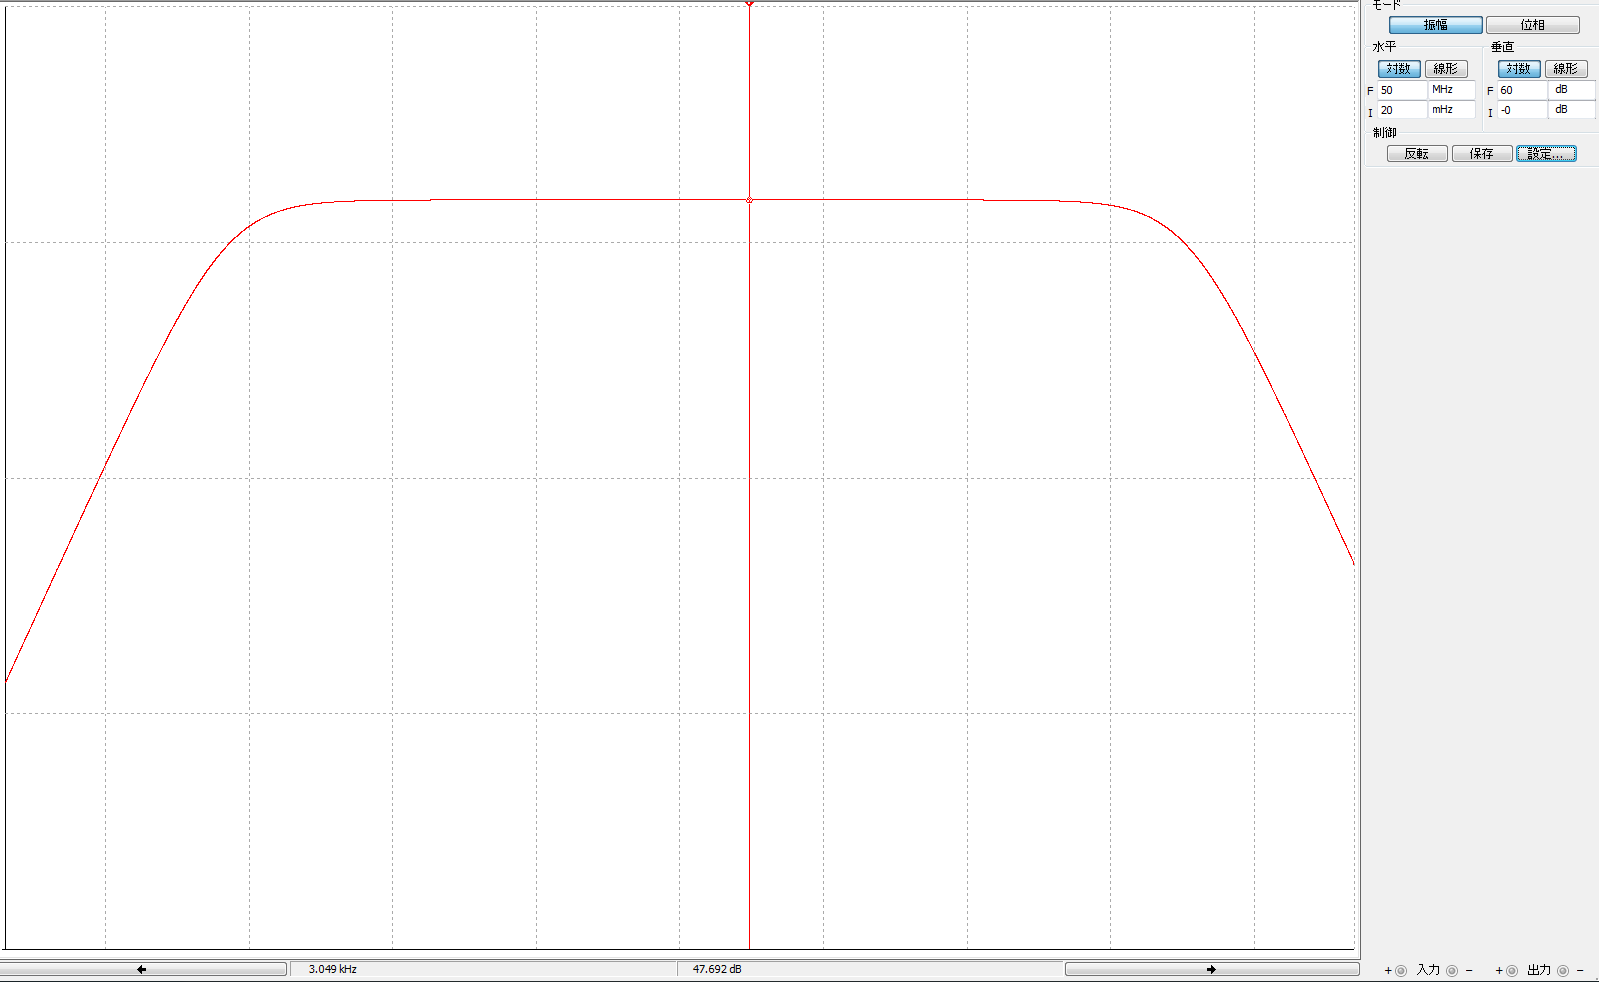 モード
振幅 位相
水平 垂直
対数 線形 対数 線形
F 50 MHz F 60 dB
I 20 mHz I -0 dB
制御
反転 保存 設定...
3.049 kHz 47.692 dB
+ 入力 - + 出力 -